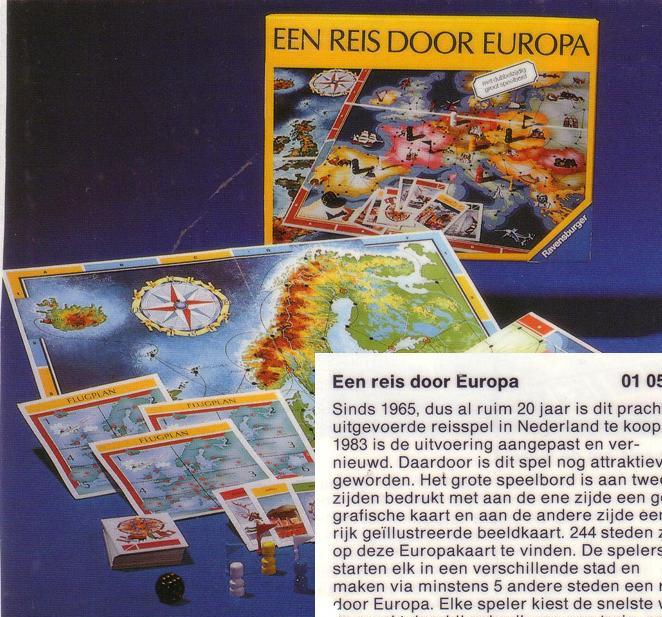 EEN REIS DOOR EUROPA
met dubbelzijdig
groot speelbord
Ravensburger
FLUGPLAN
FLUGPLAN
FLUGPLAN
Een reis door Europa 01 05
Sinds 1965, dus al ruim 20 jaar is dit prach
uitgevoerde reisspel in Nederland te koop
1983 is de uitvoering aangepast en ver-
nieuwd. Daardoor is dit spel nog attraktiev
geworden. Het grote speelbord is aan twee
zijden bedrukt met aan de ene zijde een ge
grafische kaart en aan de andere zijde een
rijk geïllustreerde beeldkaart. 244 steden z
op deze Europakaart te vinden. De spelers
starten elk in een verschillende stad en
maken via minstens 5 andere steden een r
door Europa. Elke speler kiest de snelste w